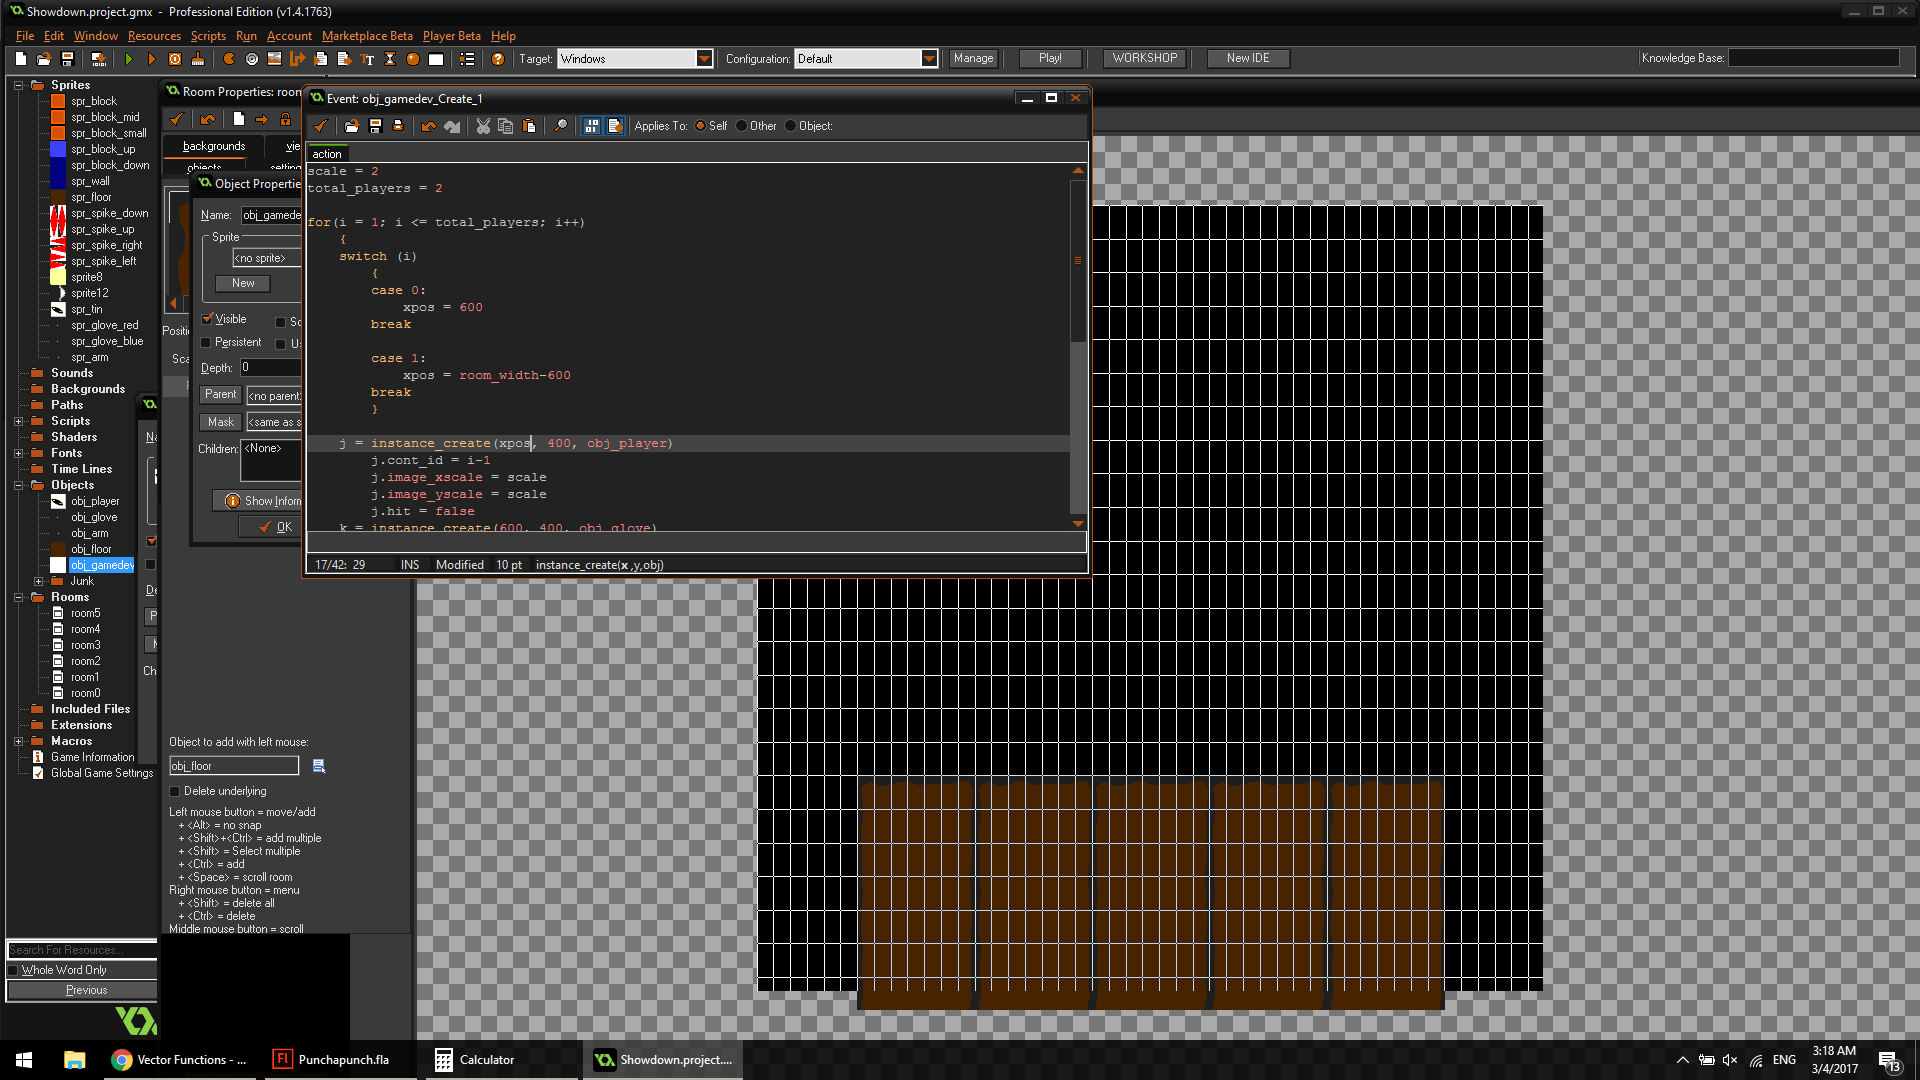 Showdown.project.gmx - Professional Edition (v1.4.1763)
File Edit Window Resources Scripts Run Account Marketplace Beta Player Beta Help
Target: Windows Configuration: Default Manage Play! WORKSHOP New IDE Knowledge Base:
Sprites
spr_block
spr_block_mid
spr_block_small
spr_block_up
spr_block_down
spr_wall
spr_floor
spr_spike_down
spr_spike_up
spr_spike_right
spr_spike_left
sprite8
sprite12
spr_tin
spr_glove_red
spr_glove_blue
spr_arm
Sounds
Backgrounds
Paths
Scripts
Shaders
Fonts
Time Lines
Objects
obj_player
obj_glove
obj_arm
obj_floor
obj_gamedev
Junk
Rooms
room5
room4
room3
room2
room1
room0
Included Files
Extensions
Macros
Game Information
Global Game Settings
Search For Resources...
Whole Word Only
Previous
Room Properties: room
backgrounds
objects
Object Properties
Name: obj_gamede
Sprite
<no sprite>
New
Visible
Persistent
Depth: 0
Parent <no parent
Mask <same as s
Children: <None>
Show Inform
OK
Event: obj_gamedev_Create_1
Applies To: Self Other Object:
action
scale = 2
total_players = 2
for(i = 1; i <= total_players; i++)
{
switch (i)
{
case 0:
xpos = 600
break
case 1:
xpos = room_width-600
break
}
j = instance_create(xpos, 400, obj_player)
j.cont_id = i-1
j.image_xscale = scale
j.image_yscale = scale
j.hit = false
k = instance_create(600, 400, obj_glove)
17/42: 29 INS Modified 10 pt instance_create(x ,y,obj)
Object to add with left mouse:
obj_floor
Delete underlying
Left mouse button = move/add
+ <Alt> = no snap
+ <Shift>+<Ctrl> = add multiple
+ <Shift> = Select multiple
+ <Ctrl> = add
+ <Space> = scroll room
Right mouse button = menu
+ <Shift> = delete all
+ <Ctrl> = delete
Middle mouse button = scroll
Vector Functions - ... Punchapunch.fla Calculator Showdown.project.... ENG 3:18 AM
3/4/2017 13